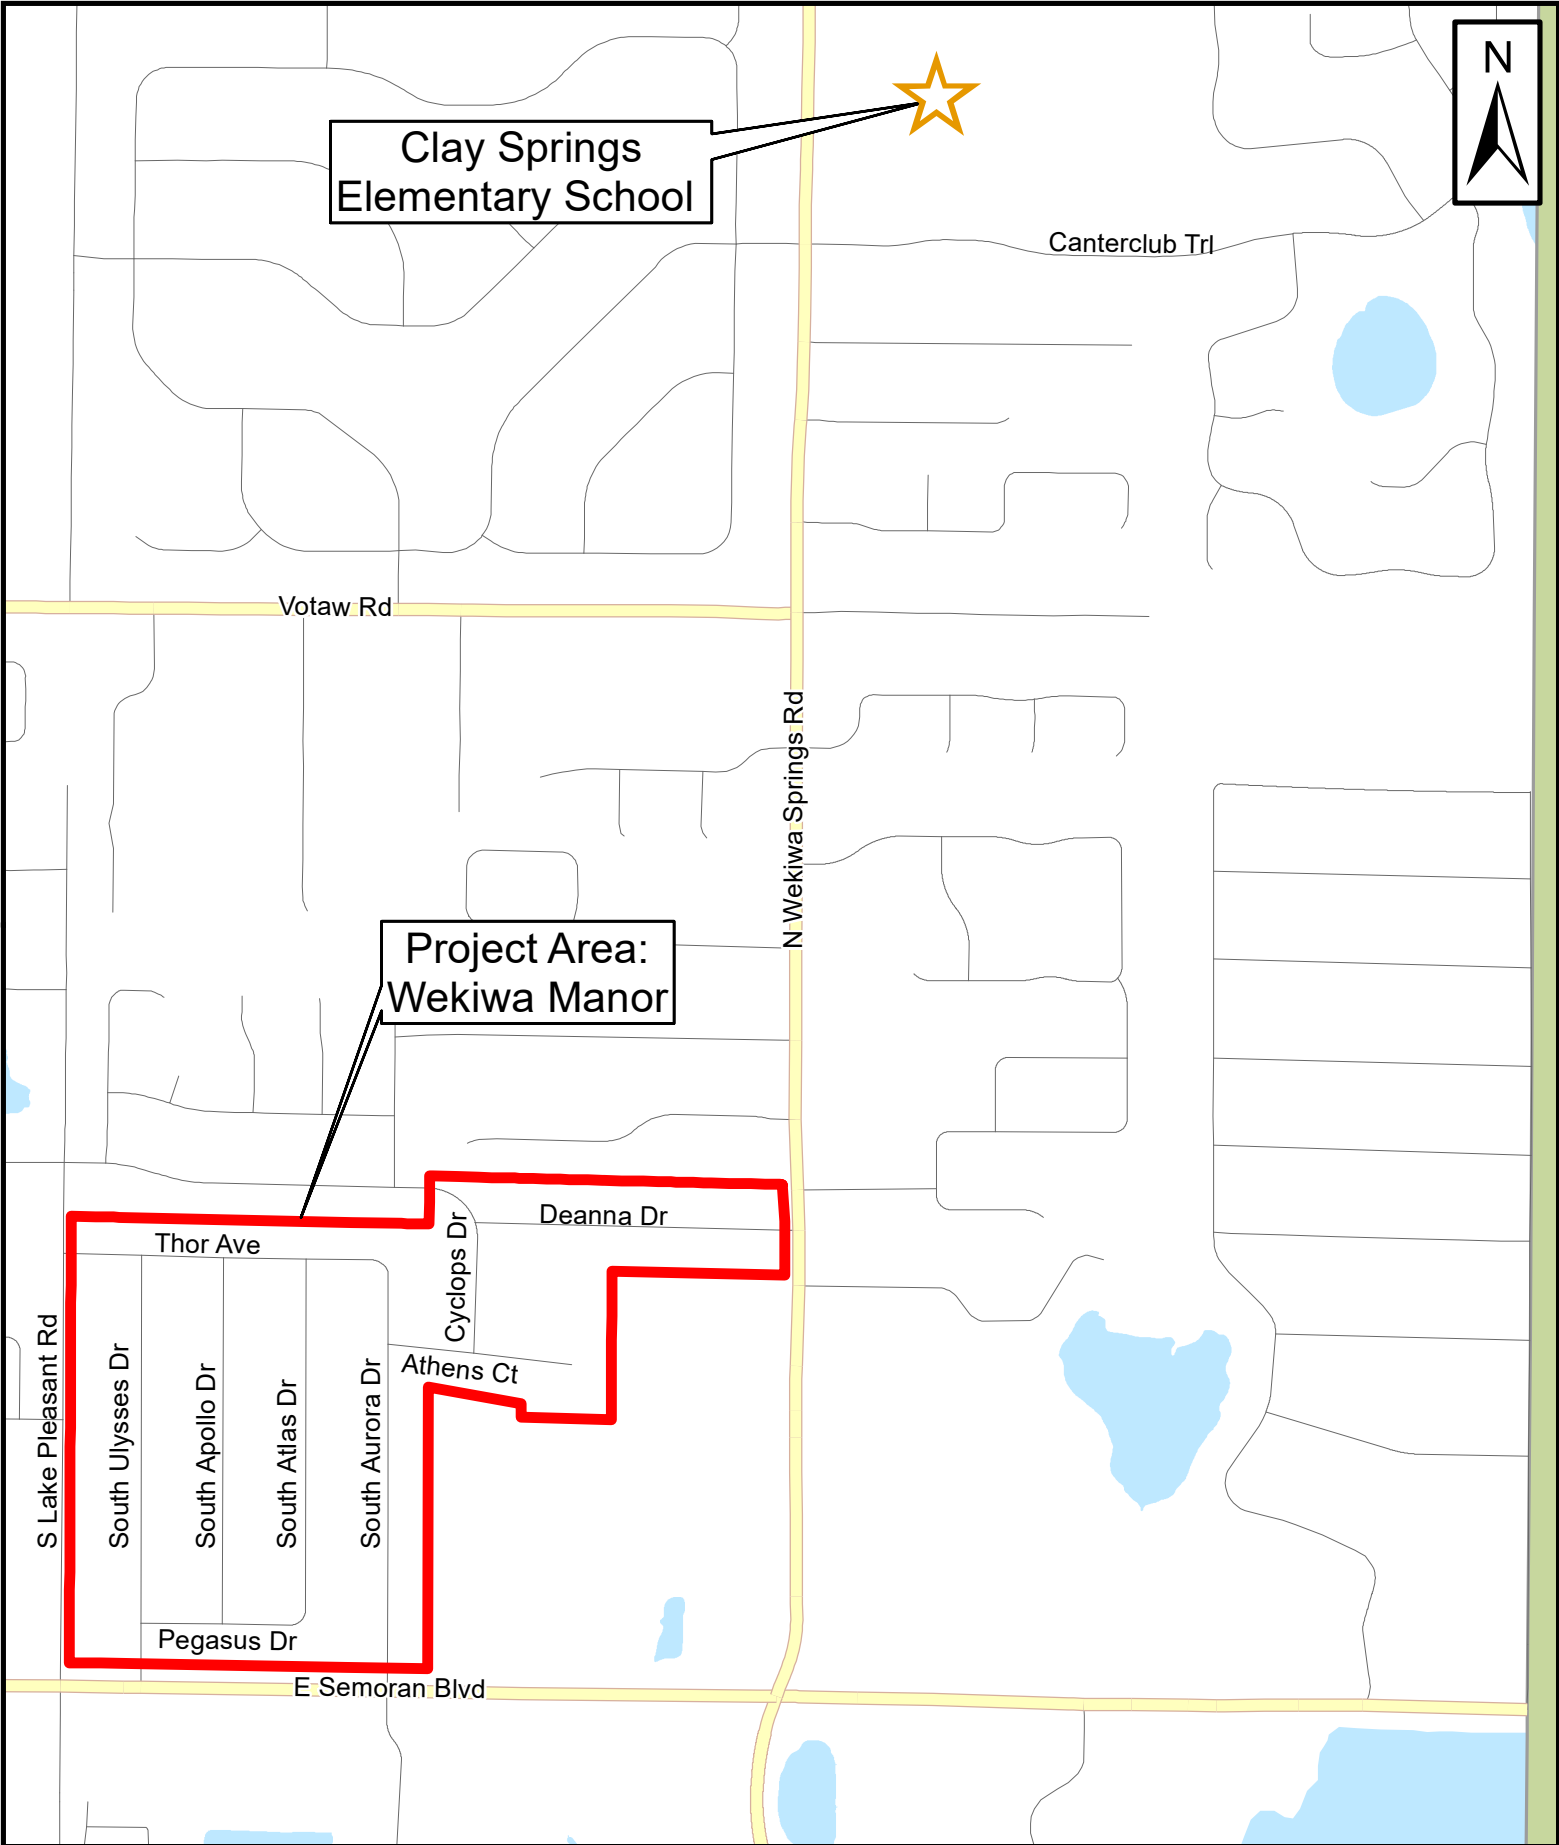 N
Clay Springs
Elementary School
Canterclub Trl
Votaw Rd
N Wekiwa Springs Rd
Project Area:
Wekiwa Manor
Deanna Dr
Thor Ave
Cyclops Dr
Athens Ct
S Lake Pleasant Rd
South Ulysses Dr
South Apollo Dr
South Atlas Dr
South Aurora Dr
Pegasus Dr
E Semoran Blvd